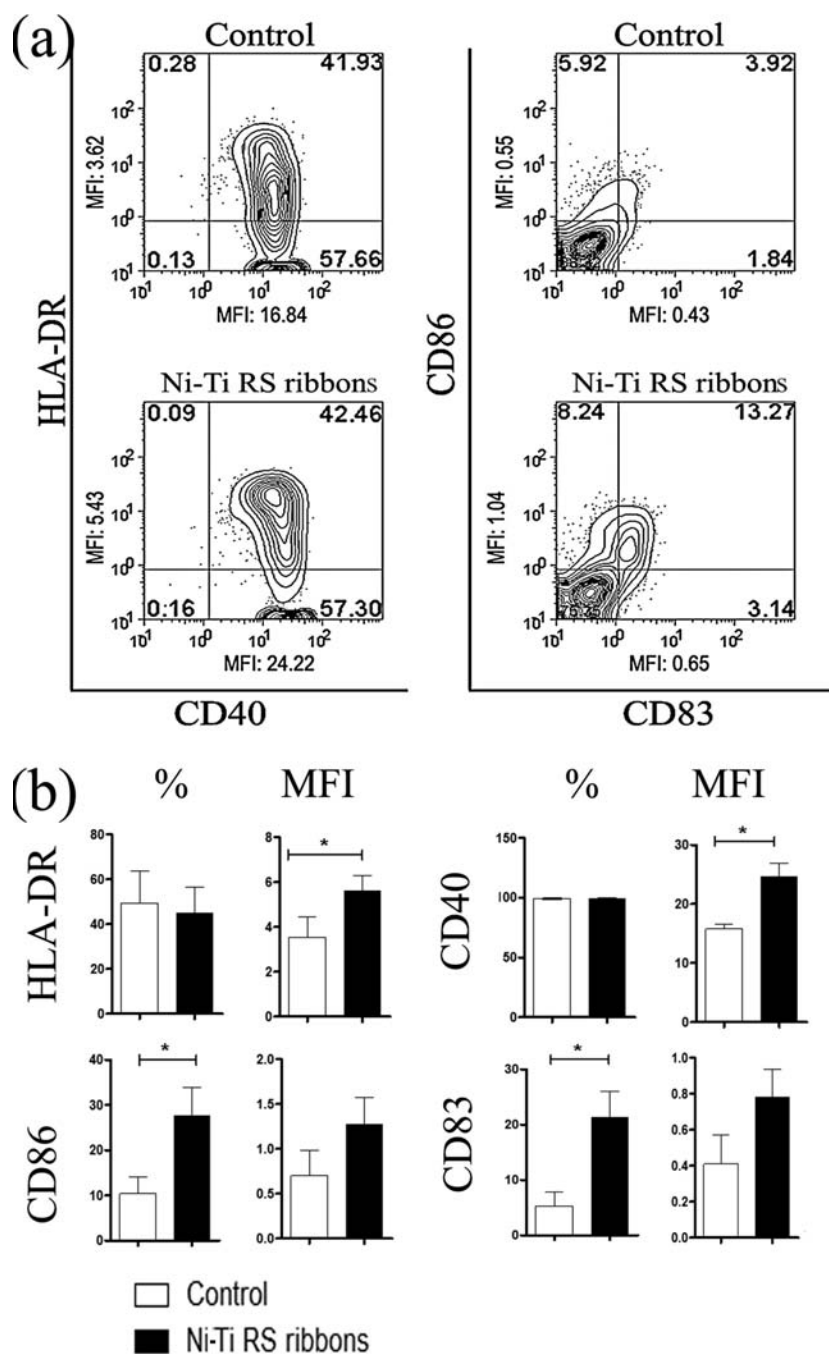 (a)
Control
Control
0.28 41.93
5.92 3.92
10² 10¹ 10⁰ 10¹
MFI: 3.62
0.13 57.66
10¹ 10⁰ 10¹ 10²
MFI: 16.84
10² 10¹ 10⁰ 10¹
MFI: 0.55
1.84
10¹ 10⁰ 10¹ 10²
MFI: 0.43
HLA-DR
CD86
Ni-Ti RS ribbons
Ni-Ti RS ribbons
0.09 42.46
8.24 13.27
10² 10¹ 10⁰ 10¹
MFI: 5.43
0.16 57.30
10¹ 10⁰ 10¹ 10²
MFI: 24.22
10² 10¹ 10⁰ 10¹
MFI: 1.04
3.14
10¹ 10⁰ 10¹ 10²
MFI: 0.65
CD40
CD83
(b)
% MFI
% MFI
HLA-DR
80 60 40 20 0
8 6 4 2 0
*
CD40
150 100 50 0
30 20 10 0
*
CD86
40 30 20 10 0
*
2.0 1.5 1.0 0.5 0.0
CD83
30 20 10 0
*
1.0 0.8 0.6 0.4 0.2 0.0
Control
Ni-Ti RS ribbons